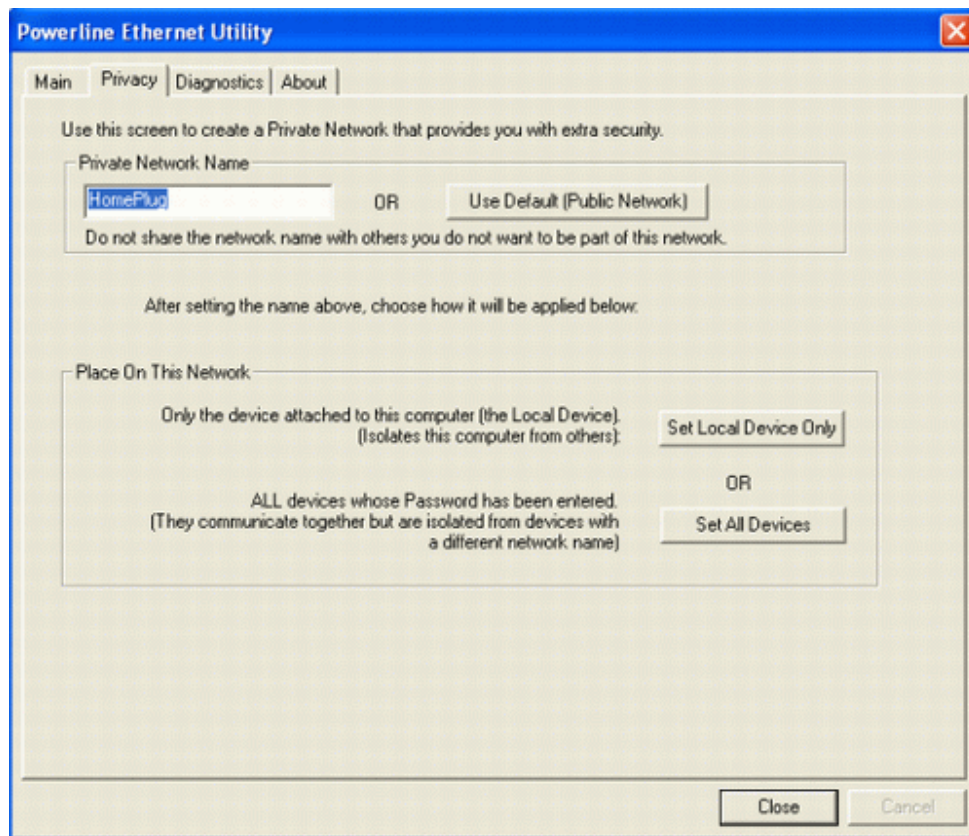 Powerline Ethernet Utility
Main Privacy Diagnostics About
Use this screen to create a Private Network that provides you with extra security.
Private Network Name
HomePlug OR Use Default (Public Network)
Do not share the network name with others you do not want to be part of this network.
After setting the name above, choose how it will be applied below:
Place On This Network
Only the device attached to this computer (the Local Device).
(Isolates this computer from others):
Set Local Device Only
OR
ALL devices whose Password has been entered.
(They communicate together but are isolated from devices with
a different network name)
Set All Devices
Close Cancel